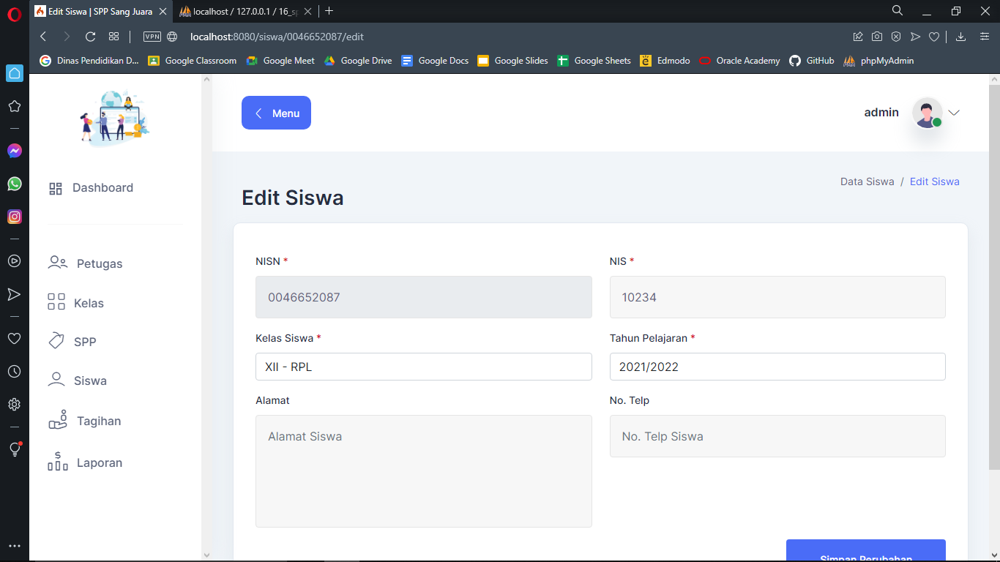 Edit Siswa | SPP Sang Juara
localhost / 127.0.0.1 / 16_s
VPN
localhost:8080/siswa/0046652087/edit
Dinas Pendidikan D...
Google Classroom
Google Meet
Google Drive
Google Docs
Google Slides
Google Sheets
Edmodo
Oracle Academy
GitHub
phpMyAdmin
Menu
admin
Dashboard
Petugas
Kelas
SPP
Siswa
Tagihan
Laporan
Data Siswa / Edit Siswa
Edit Siswa
NISN *
0046652087
NIS *
10234
Kelas Siswa *
XII - RPL
Tahun Pelajaran *
2021/2022
Alamat
Alamat Siswa
No. Telp
No. Telp Siswa
Simpan Perubahan